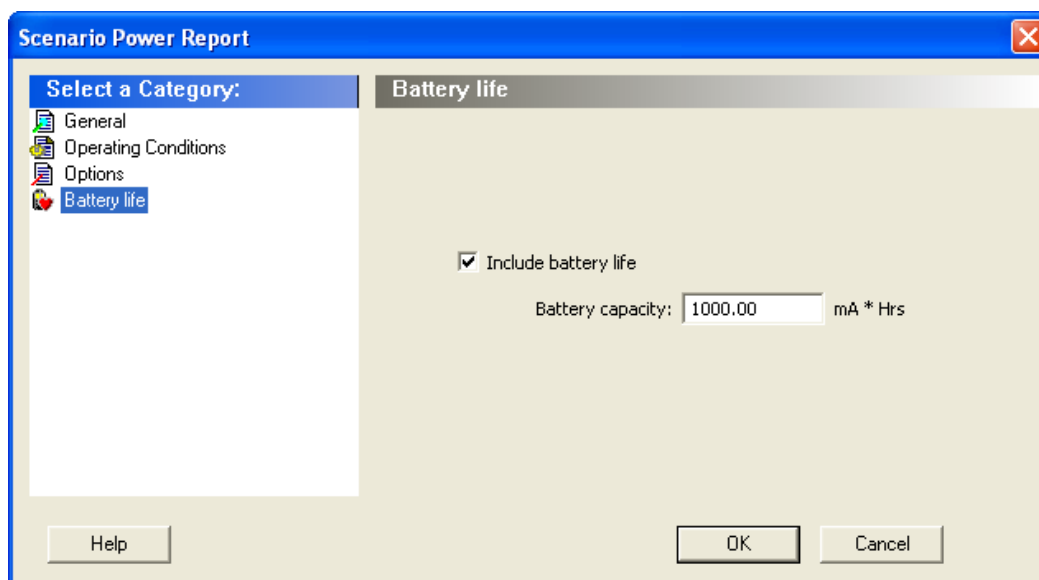 Scenario Power Report
Select a Category:
General
Operating Conditions
Options
Battery life
Battery life
Include battery life
Battery capacity: 1000.00 mA * Hrs
Help
OK
Cancel